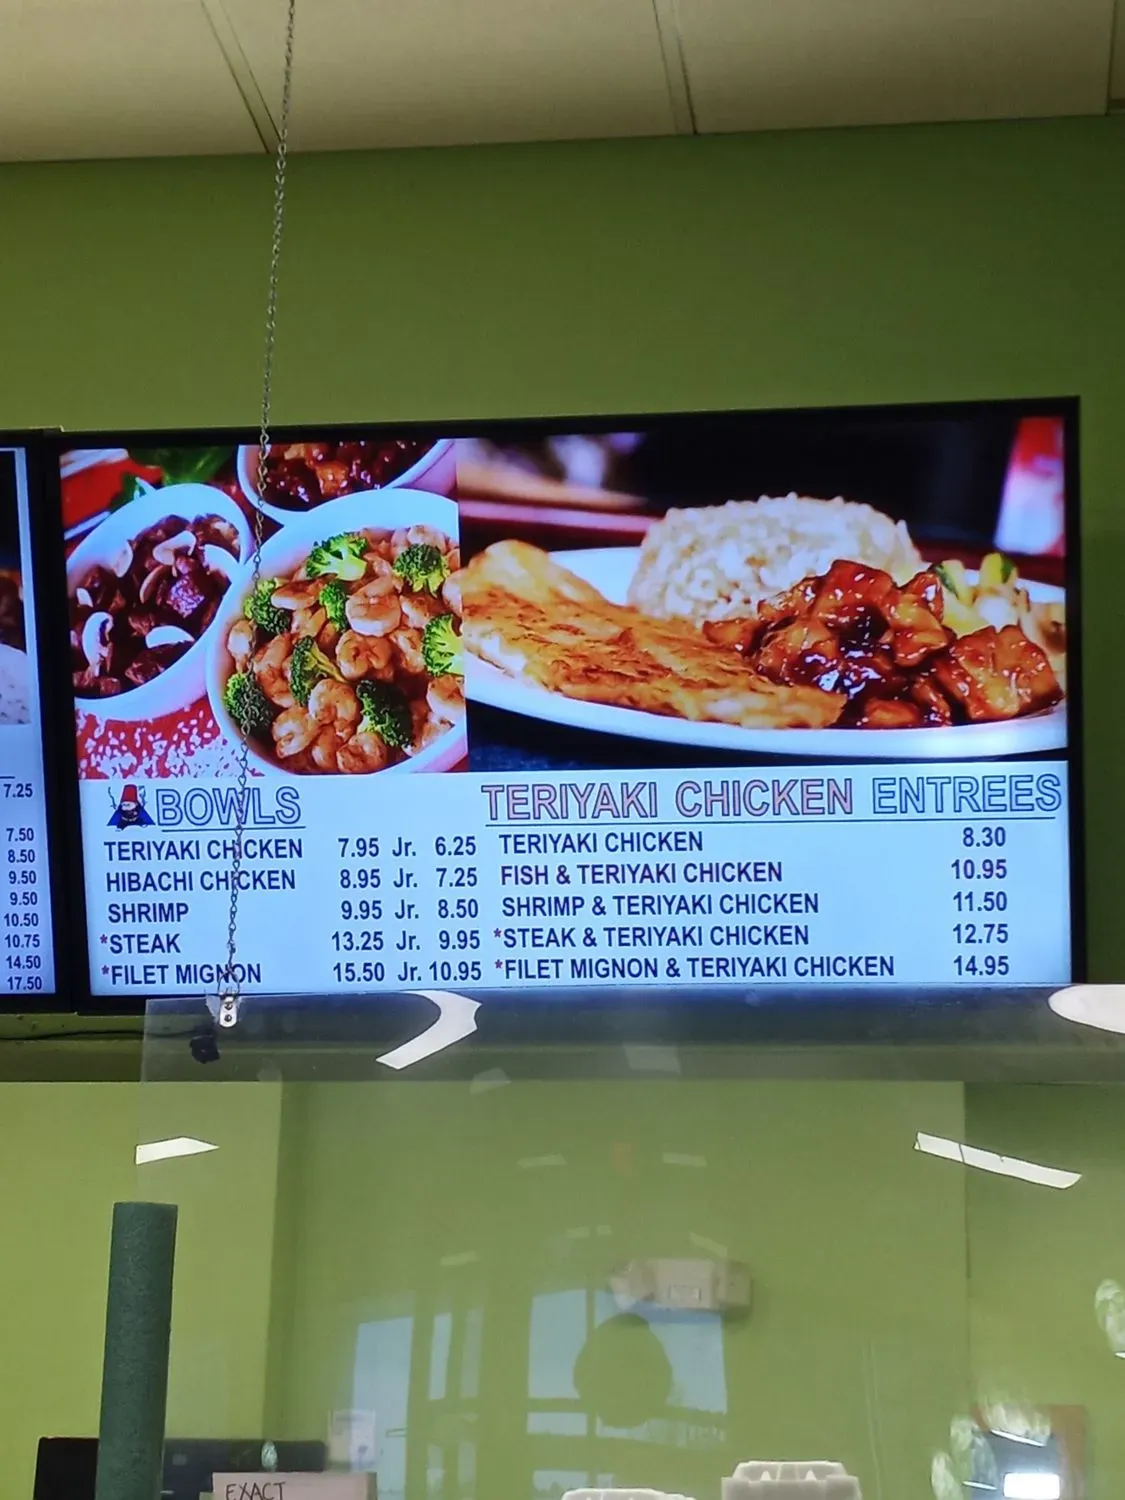 7.25
7.50
8.50
9.50
9.50
10.50
10.75
14.50
17.50
BOWLS
TERIYAKI CHICKEN 7.95 Jr. 6.25
HIBACHI CHICKEN 8.95 Jr. 7.25
SHRIMP 9.95 Jr. 8.50
*STEAK 13.25 Jr. 9.95
*FILET MIGNON 15.50 Jr. 10.95
TERIYAKI CHICKEN ENTREES
TERIYAKI CHICKEN 8.30
FISH & TERIYAKI CHICKEN 10.95
SHRIMP & TERIYAKI CHICKEN 11.50
*STEAK & TERIYAKI CHICKEN 12.75
*FILET MIGNON & TERIYAKI CHICKEN 14.95
EXACT